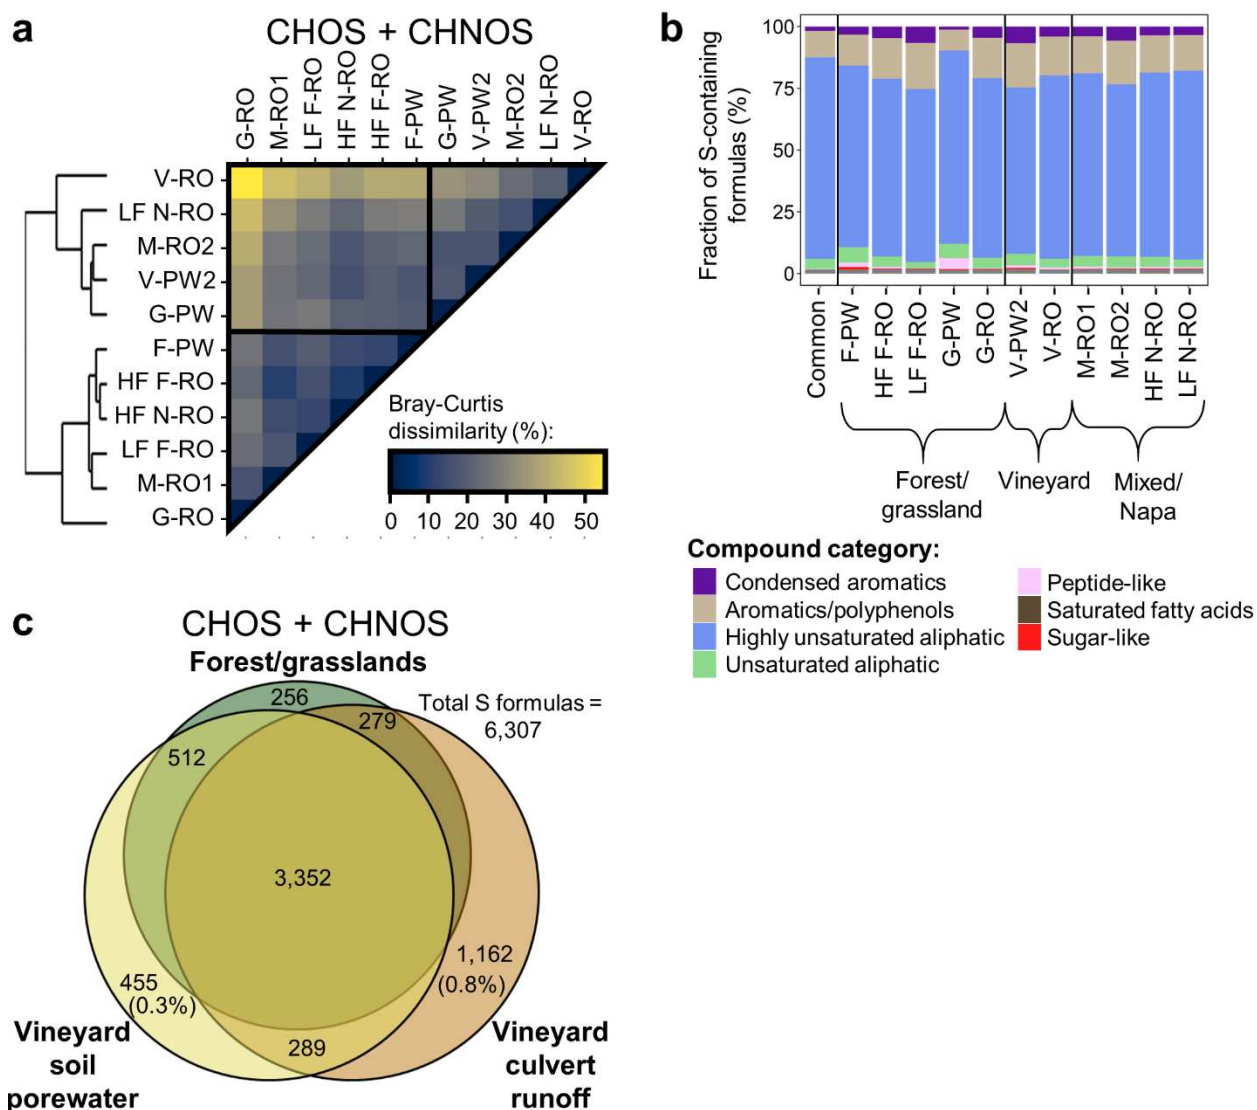 a
CHOS + CHNOS
G-RO
M-RO1
LF F-RO
HF N-RO
HF F-RO
F-PW
G-PW
V-PW2
M-RO2
LF N-RO
V-RO
V-RO
LF N-RO
M-RO2
V-PW2
G-PW
F-PW
HF F-RO
HF N-RO
LF F-RO
M-RO1
G-RO
Bray-Curtis
dissimilarity (%):
0 10 20 30 40 50
b
Fraction of S-containing
formulas (%)
100
75
50
25
0
Common
F-PW
HF F-RO
LF F-RO
G-PW
G-RO
V-PW2
V-RO
M-RO1
M-RO2
HF N-RO
LF N-RO
Forest/
grassland
Vineyard
Mixed/
Napa
Compound category:
Condensed aromatics
Aromatics/polyphenols
Highly unsaturated aliphatic
Unsaturated aliphatic
Peptide-like
Saturated fatty acids
Sugar-like
c
CHOS + CHNOS
Forest/grasslands
256
279
Total S formulas =
6,307
512
3,352
455
(0.3%)
1,162
(0.8%)
289
Vineyard
soil
porewater
Vineyard
culvert
runoff